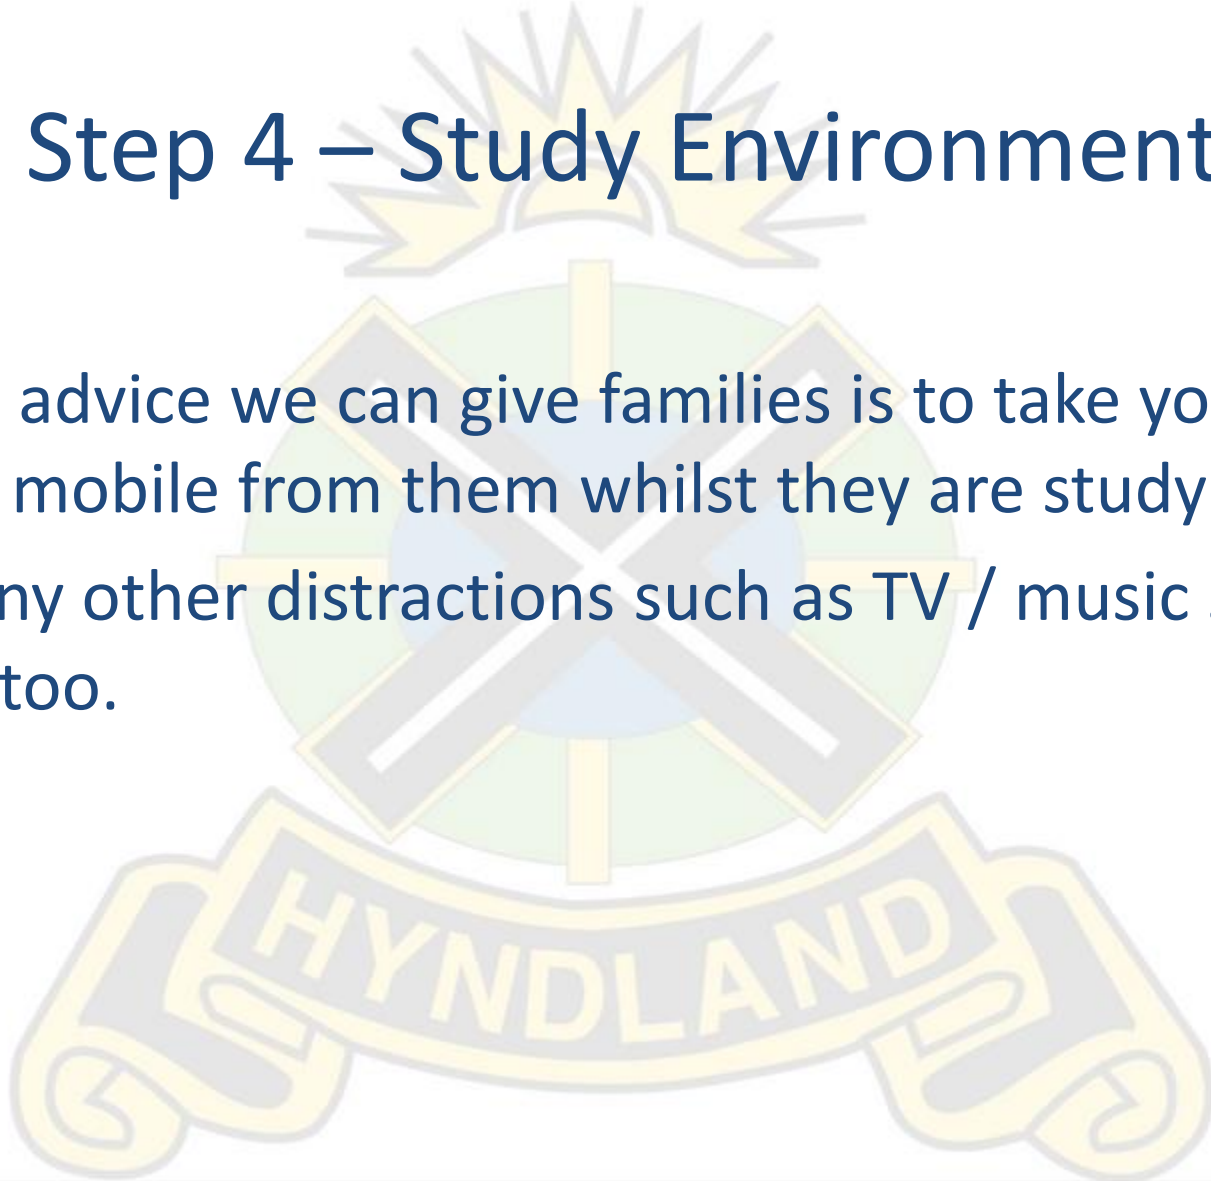 Step 4 – Study Environment
advice we can give families is to take yo
mobile from them whilst they are study
ny other distractions such as TV / music
too.
HYNDLAND